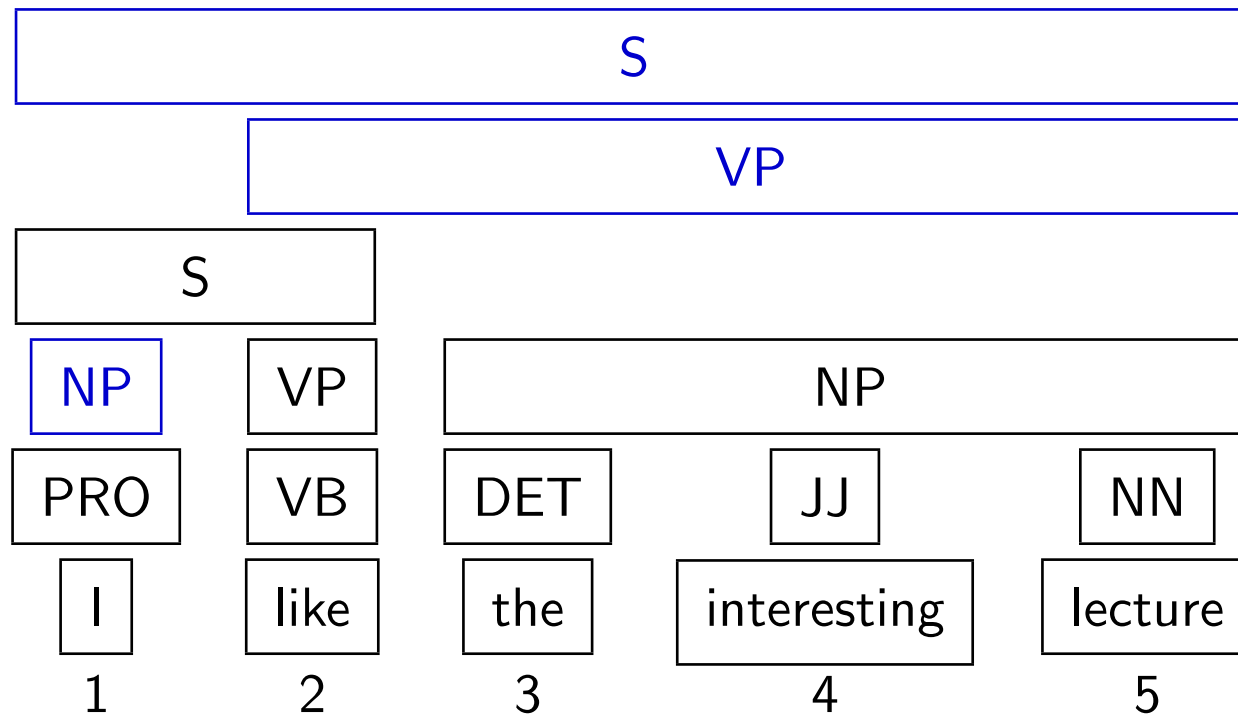 S
VP
S
NP VP NP
PRO VB DET JJ NN
I like the interesting lecture
1 2 3 4 5